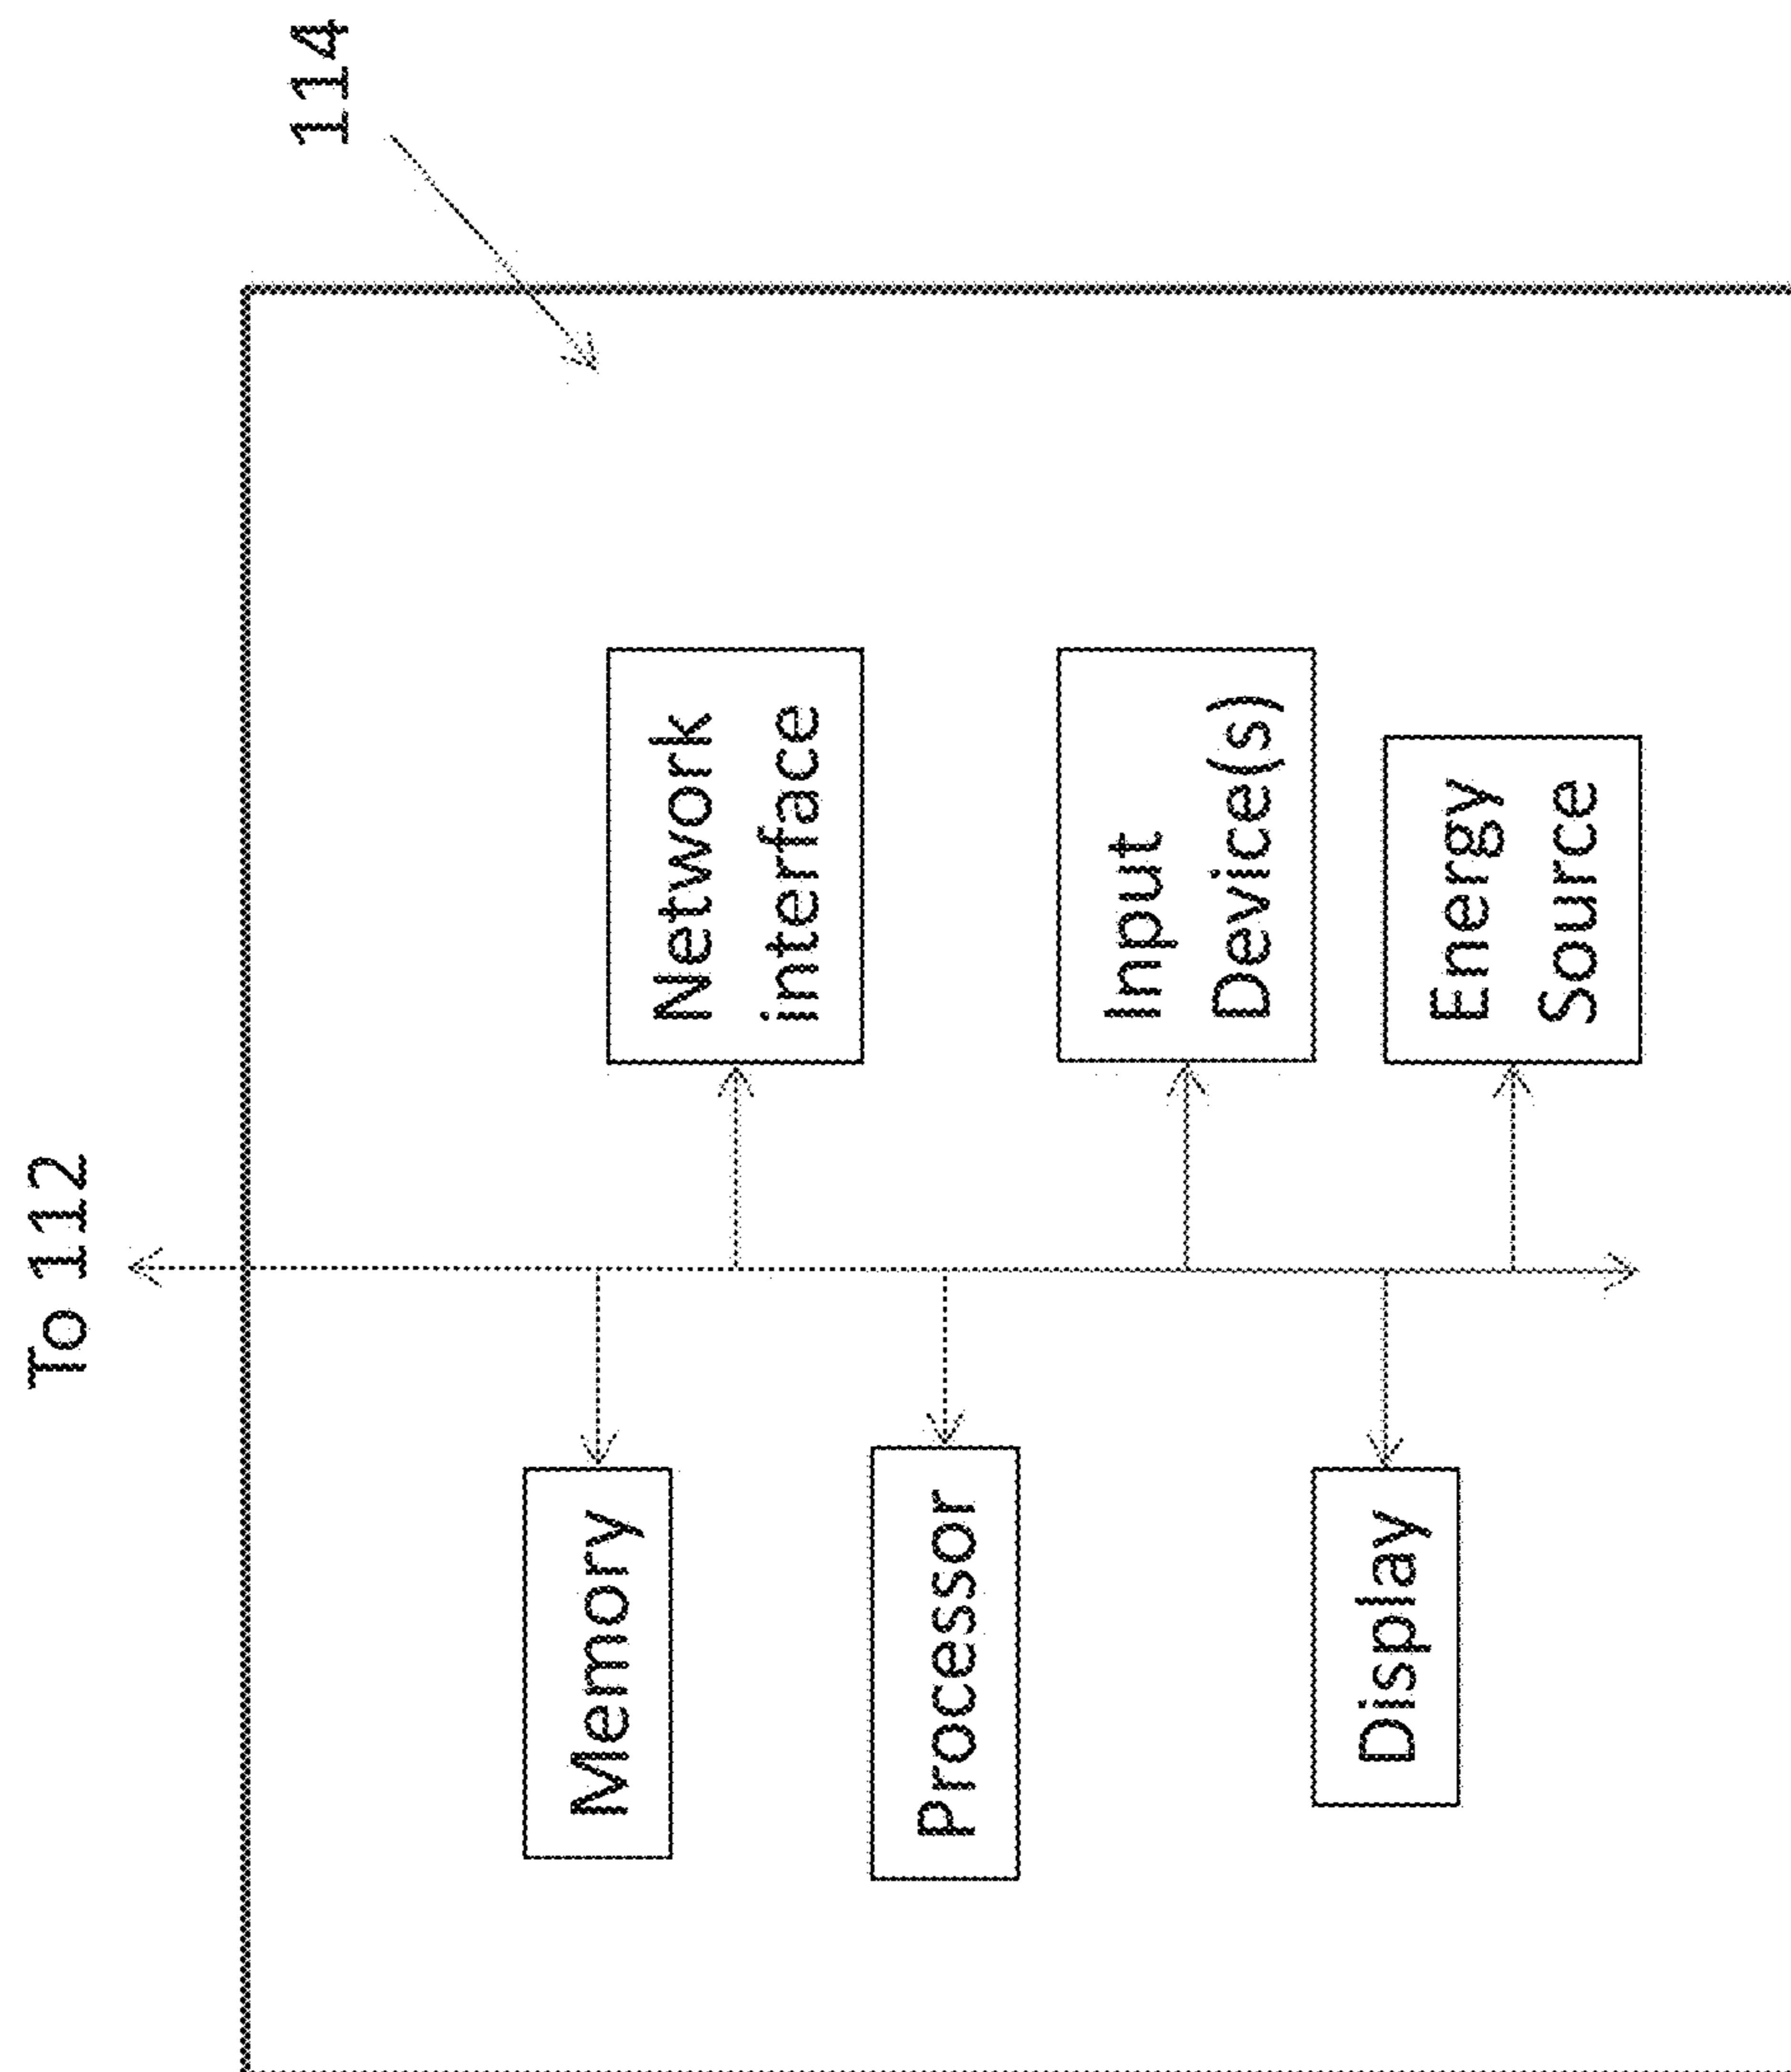 To 112
114
Memory
Network
interface
Processor
Input
Device(s)
Display
Energy
Source